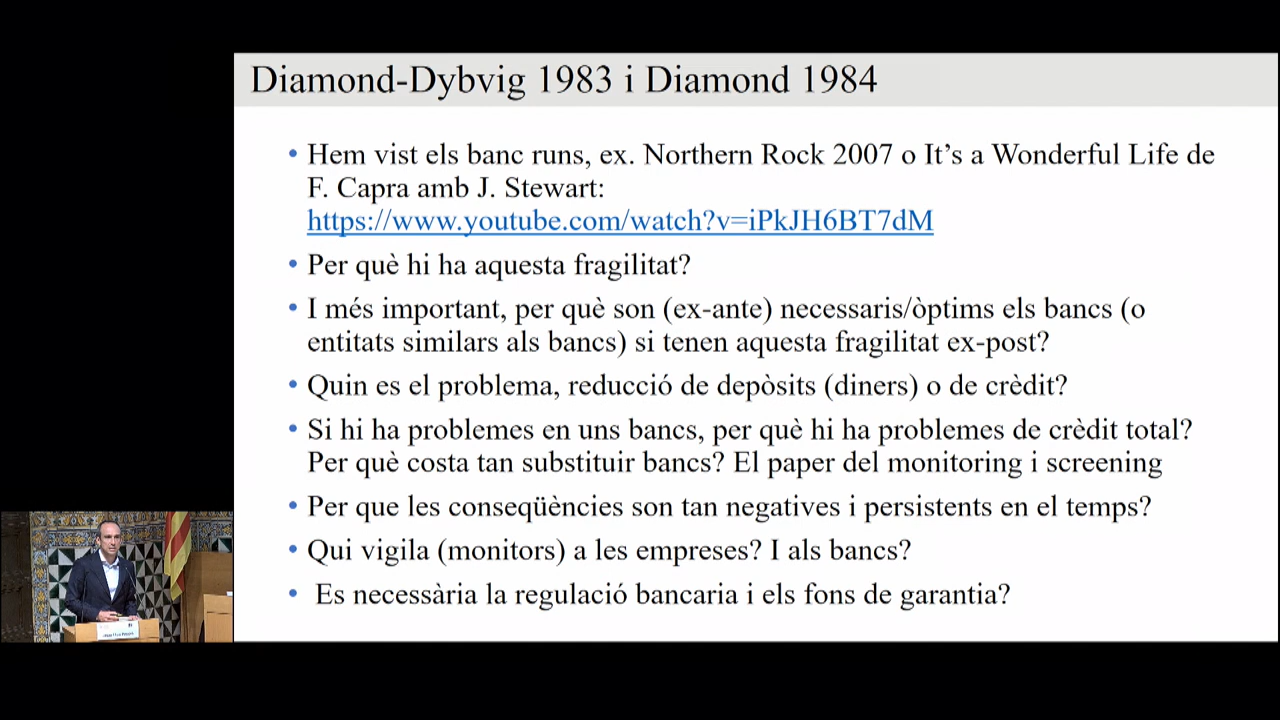 Diamond-Dybvig 1983 i Diamond 1984
• Hem vist els banc runs, ex. Northern Rock 2007 o It’s a Wonderful Life de
F. Capra amb J. Stewart:
https://www.youtube.com/watch?v=iPkJH6BT7dM
• Per què hi ha aquesta fragilitat?
• I més important, per què son (ex-ante) necessaris/òptims els bancs (o
entitats similars als bancs) si tenen aquesta fragilitat ex-post?
• Quin es el problema, reducció de depòsits (diners) o de crèdit?
• Si hi ha problemes en uns bancs, per què hi ha problemes de crèdit total?
Per què costa tan substituir bancs? El paper del monitoring i screening
• Per que les conseqüències son tan negatives i persistents en el temps?
• Qui vigila (monitors) a les empreses? I als bancs?
• Es necessària la regulació bancaria i els fons de garantia?